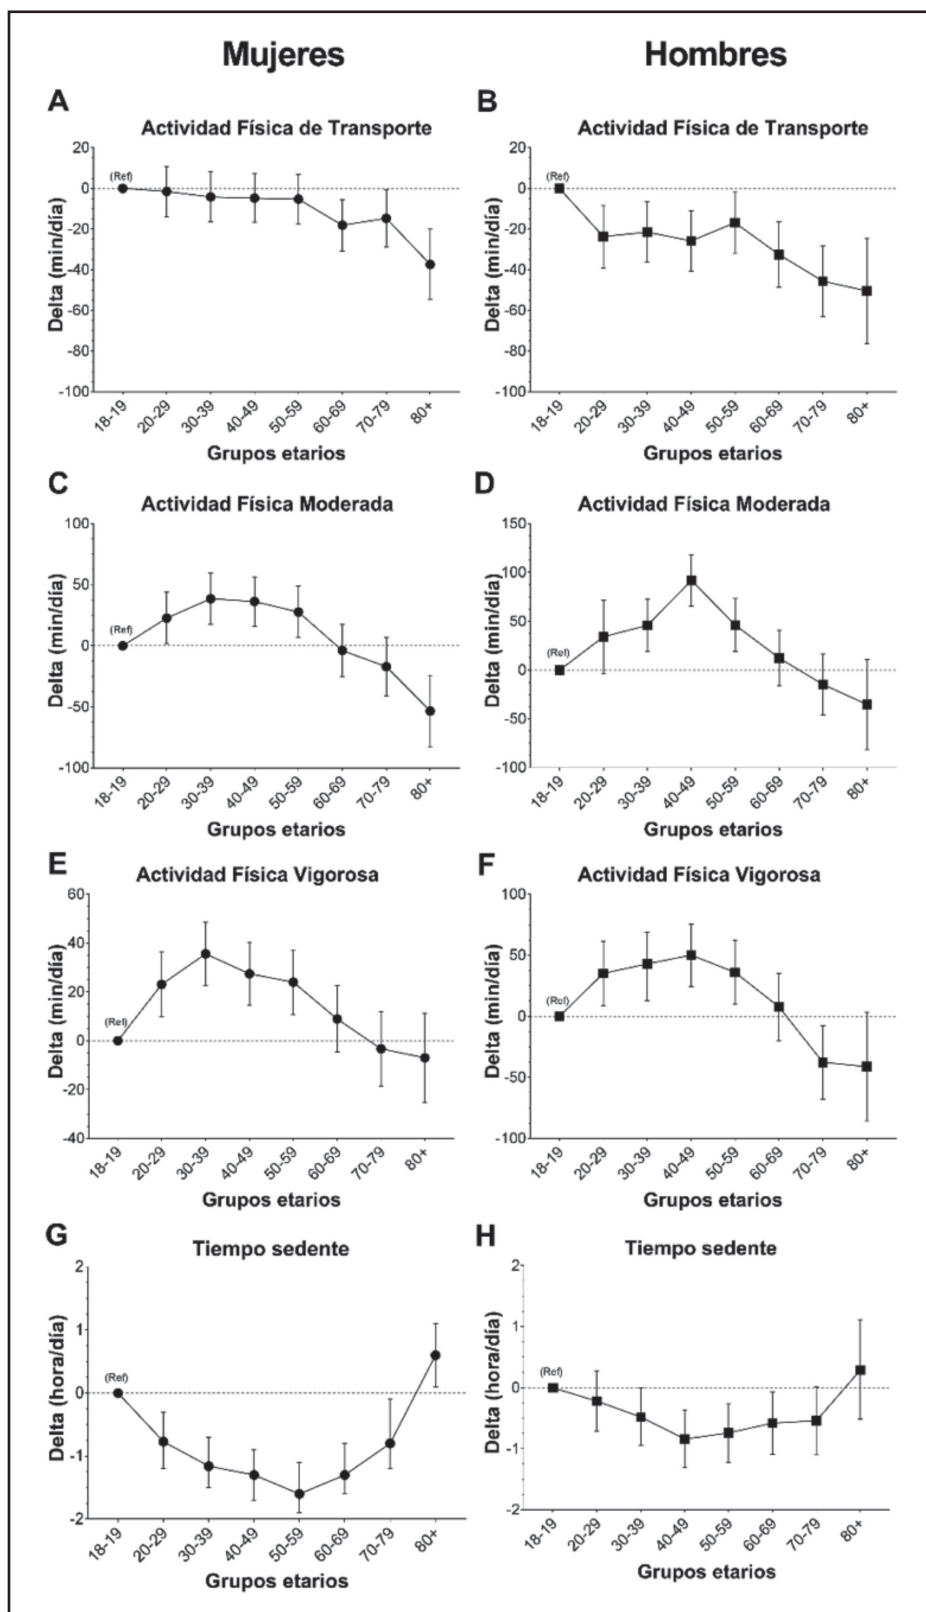 Mujeres
Hombres
A
Actividad Física de Transporte
20
0
-20
-40
-60
-80
-100
Delta (min/día)
(Ref)
18-19
20-29
30-39
40-49
50-59
60-69
70-79
80+
Grupos etarios
B
Actividad Física de Transporte
20
0
-20
-40
-60
-80
-100
Delta (min/día)
(Ref)
18-19
20-29
30-39
40-49
50-59
60-69
70-79
80+
Grupos etarios
C
Actividad Física Moderada
100
50
0
-50
-100
Delta (min/día)
(Ref)
18-19
20-29
30-39
40-49
50-59
60-69
70-79
80+
Grupos etarios
D
Actividad Física Moderada
150
100
50
0
-50
-100
Delta (min/día)
(Ref)
18-19
20-29
30-39
40-49
50-59
60-69
70-79
80+
Grupos etarios
E
Actividad Física Vigorosa
60
40
20
0
-20
-40
Delta (min/día)
(Ref)
18-19
20-29
30-39
40-49
50-59
60-69
70-79
80+
Grupos etarios
F
Actividad Física Vigorosa
100
50
0
-50
-100
Delta (min/día)
(Ref)
18-19
20-29
30-39
40-49
50-59
60-69
70-79
80+
Grupos etarios
G
Tiempo sedente
2
1
0
-1
-2
Delta (hora/día)
(Ref)
18-19
20-29
30-39
40-49
50-59
60-69
70-79
80+
Grupos etarios
H
Tiempo sedente
2
1
0
-1
-2
Delta (hora/día)
(Ref)
18-19
20-29
30-39
40-49
50-59
60-69
70-79
80+
Grupos etarios